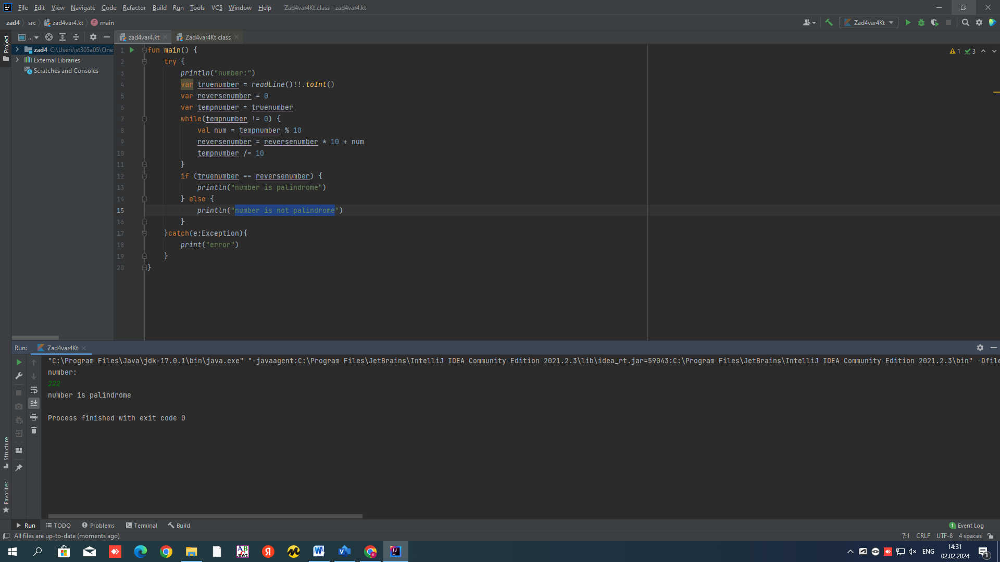 File Edit View Navigate Code Refactor Build Run Tools VCS Window Help Zad4var4Kt.class - zad4var4.kt
zad4 src zad4var4.kt main Zad4var4Kt
Project ... zad4var4.kt Zad4var4Kt.class
zad4 C:\Users\st305a05\One
External Libraries
Scratches and Consoles
1 3
1 fun main() {
2 try {
3 println("number:")
4 var truenumber = readLine()!!.toInt()
5 var reversenumber = 0
6 var tempnumber = truenumber
7 while(tempnumber != 0) {
8 val num = tempnumber % 10
9 reversenumber = reversenumber * 10 + num
10 tempnumber /= 10
11 }
12 if (truenumber == reversenumber) {
13 println("number is palindrome")
14 } else {
15 println("number is not palindrome")
16 }
17 }catch(e:Exception){
18 print("error")
19 }
20 }
Run: Zad4var4Kt
"C:\Program Files\Java\jdk-17.0.1\bin\java.exe" "-javaagent:C:\Program Files\JetBrains\IntelliJ IDEA Community Edition 2021.2.3\lib\idea_rt.jar=59043:C:\Program Files\JetBrains\IntelliJ IDEA Community Edition 2021.2.3\bin" -Dfile
number:
222
number is palindrome
Process finished with exit code 0
Structure
Favorites
Run TODO Problems Terminal Build 1 Event Log
All files are up-to-date (moments ago) 7:1 CRLF UTF-8 4 spaces
ENG 14:31
02.02.2024 1